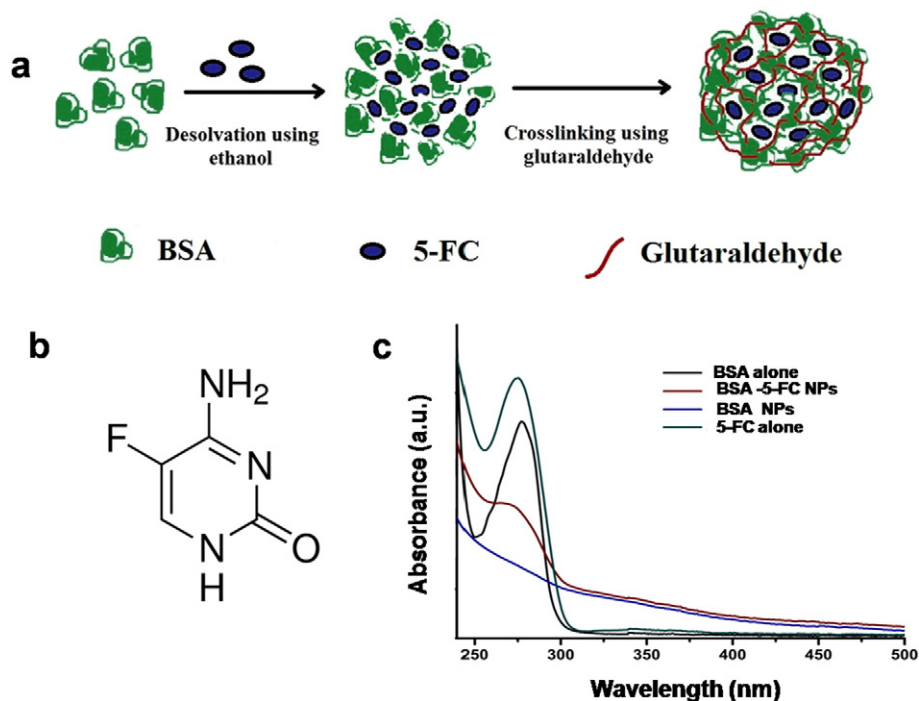 a
Desolvation using
ethanol
Crosslinking using
glutaraldehyde
BSA
5-FC
Glutaraldehyde
b
NH2
F
N
N
H
O
c
BSA alone
BSA -5-FC NPs
BSA NPs
5-FC alone
Absorbance (a.u.)
250 300 350 400 450 500
Wavelength (nm)